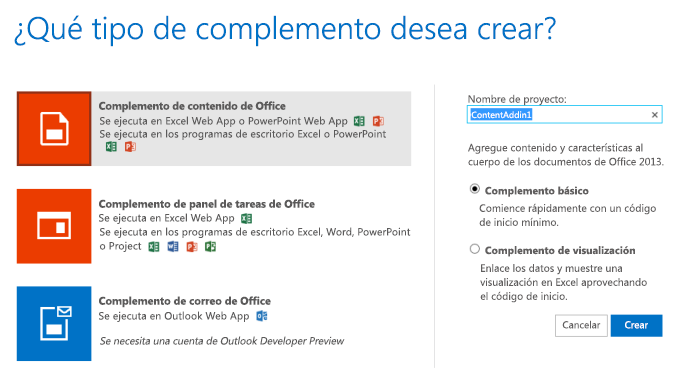 ¿Qué tipo de complemento desea crear?
Complemento de contenido de Office
Se ejecuta en Excel Web App o PowerPoint Web App
Se ejecuta en los programas de escritorio Excel o PowerPoint
Complemento de panel de tareas de Office
Se ejecuta en Excel Web App
Se ejecuta en los programas de escritorio Excel, Word, PowerPoint
o Project
Complemento de correo de Office
Se ejecuta en Outlook Web App
Se necesita una cuenta de Outlook Developer Preview
Nombre de proyecto:
ContentAddin1
Agregue contenido y características al
cuerpo de los documentos de Office 2013.
Complemento básico
Comience rápidamente con un código
de inicio mínimo.
Complemento de visualización
Enlace los datos y muestre una
visualización en Excel aprovechando
el código de inicio.
Cancelar
Crear